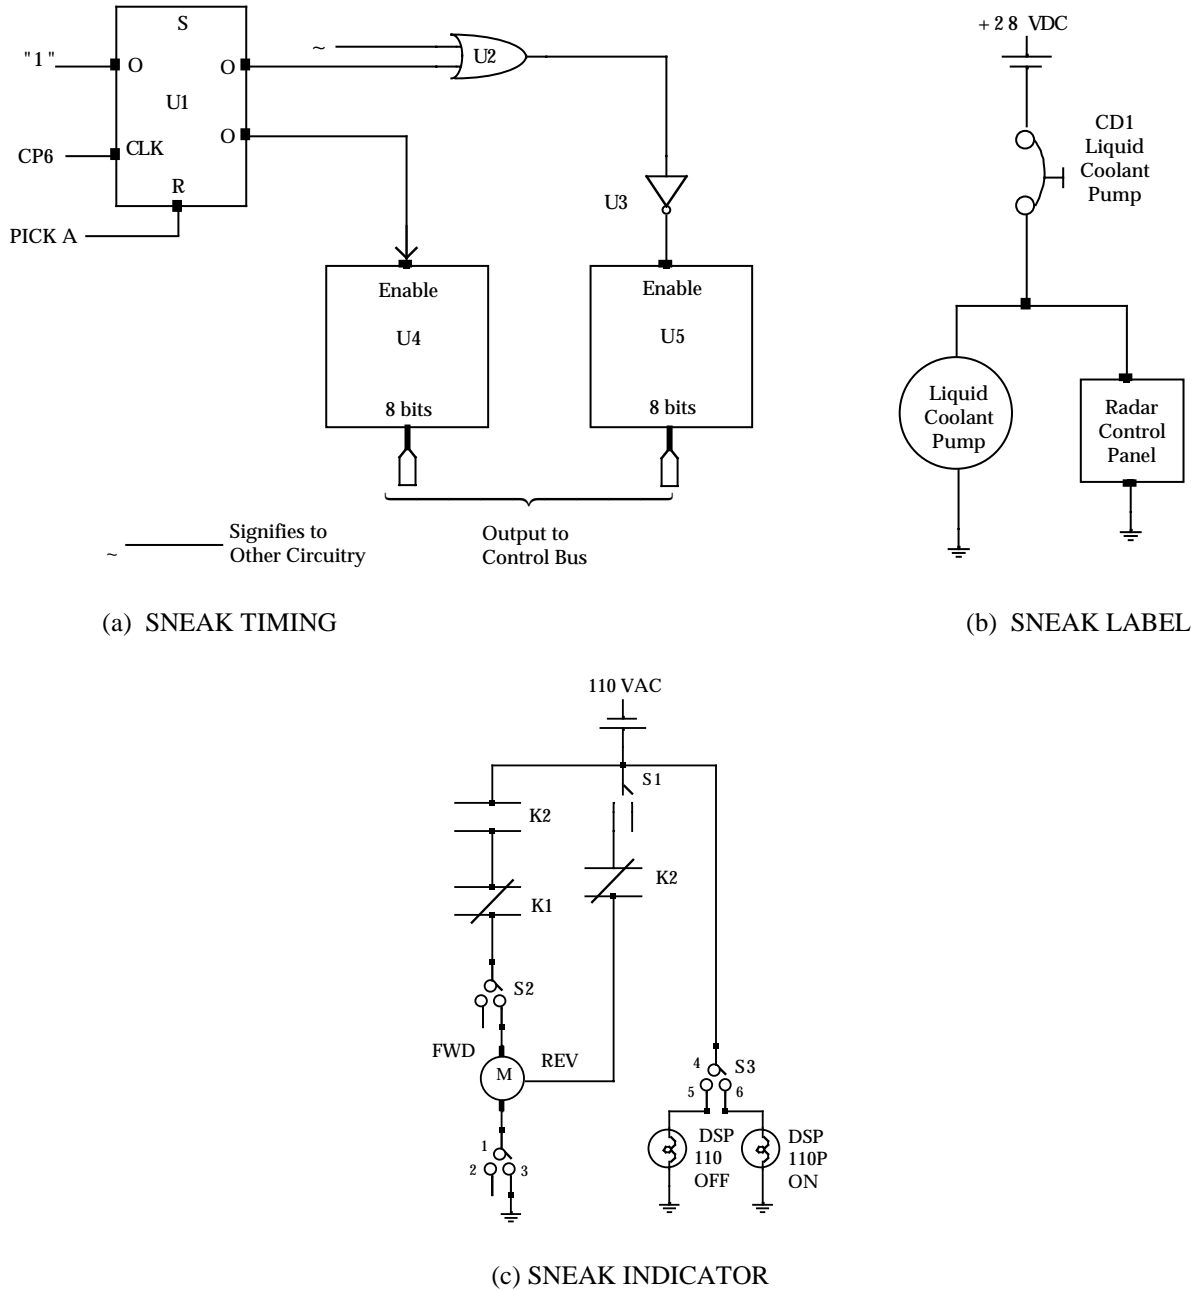 S
"1"
O
O
U1
O
CP6
CLK
R
PICK A
~
U2
U3
Enable
U4
8 bits
Enable
U5
8 bits
~
Signifies to
Other Circuitry
Output to
Control Bus
(a) SNEAK TIMING
+28 VDC
CD1
Liquid
Coolant
Pump
Liquid
Coolant
Pump
Radar
Control
Panel
(b) SNEAK LABEL
110 VAC
S1
K2
K2
K1
S2
FWD
REV
M
1
2
3
4
S3
5
6
DSP
110
OFF
DSP
110P
ON
(c) SNEAK INDICATOR